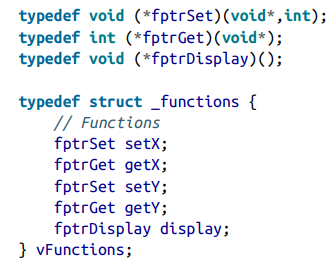 typedef void (*fptrSet)(void*,int);
typedef int (*fptrGet)(void*);
typedef void (*fptrDisplay)();
typedef struct _functions {
// Functions
fptrSet setX;
fptrGet getX;
fptrSet setY;
fptrGet getY;
fptrDisplay display;
} vFunctions;